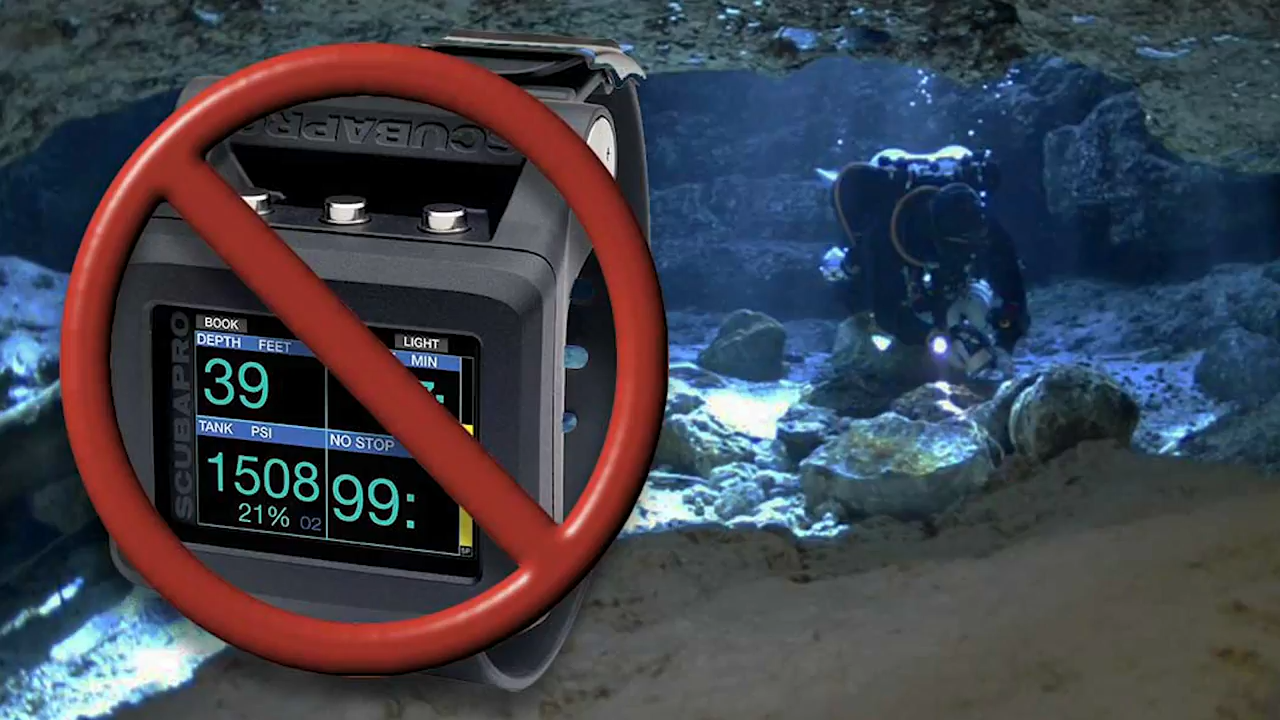 SCUBAPRO
SCUBAPRO
BOOK
LIGHT
DEPTH FEET
MIN
39
TANK PSI
NO STOP
1508
99:
21% O2